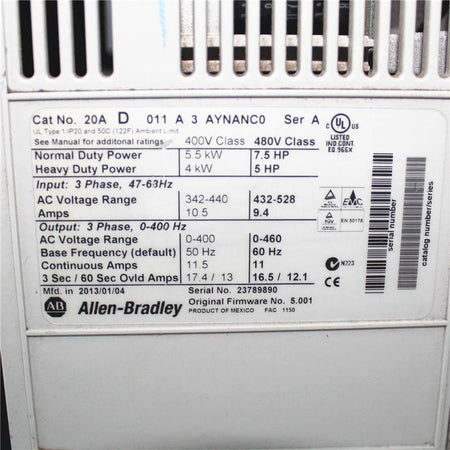 Cat No. 20A D 011 A 3 AYNANC0 Ser A
UL Type 1/IP20 and 50C (122F) Ambient Limit
See Manual for additonal ratings 400V Class 480V Class
Normal Duty Power 5.5 kW 7.5 HP
Heavy Duty Power 4 kW 5 HP
Input: 3 Phase, 47-63Hz
AC Voltage Range 342-440 432-528
Amps 10.5 9.4
Output: 3 Phase, 0-400 Hz
AC Voltage Range 0-400 0-460
Base Frequency (default) 50 Hz 60 Hz
Continuous Amps 11.5 11
3 Sec / 60 Sec Ovld Amps 17.4 / 13 16.5 / 12.1
Mfd. in 2013/01/04 Serial No. 23789890
Original Firmware No. 5.001
AB Allen-Bradley PRODUCT OF MEXICO FAC 1150
c UL US
LISTED
IND.CONT.EQ
EQ 966X
EMC
TÜV
EN 50178
N223
serial number
catalog number/series